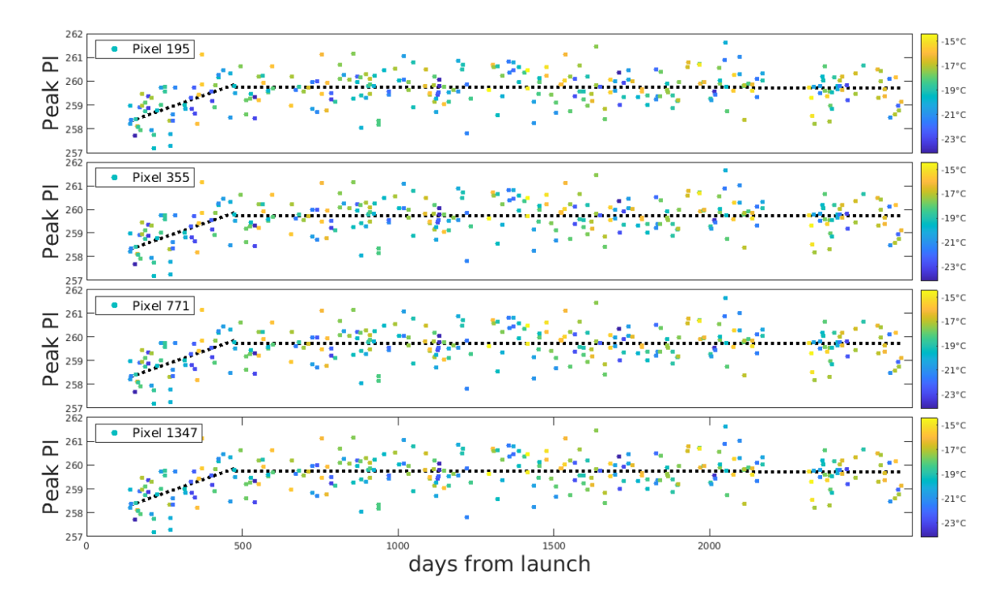 262
261
260
259
258
257
Peak PI
Pixel 195
-15°C
-17°C
-19°C
-21°C
-23°C
262
261
260
259
258
257
Peak PI
Pixel 355
-15°C
-17°C
-19°C
-21°C
-23°C
262
261
260
259
258
257
Peak PI
Pixel 771
-15°C
-17°C
-19°C
-21°C
-23°C
262
261
260
259
258
257
Peak PI
Pixel 1347
-15°C
-17°C
-19°C
-21°C
-23°C
0 500 1000 1500 2000
days from launch